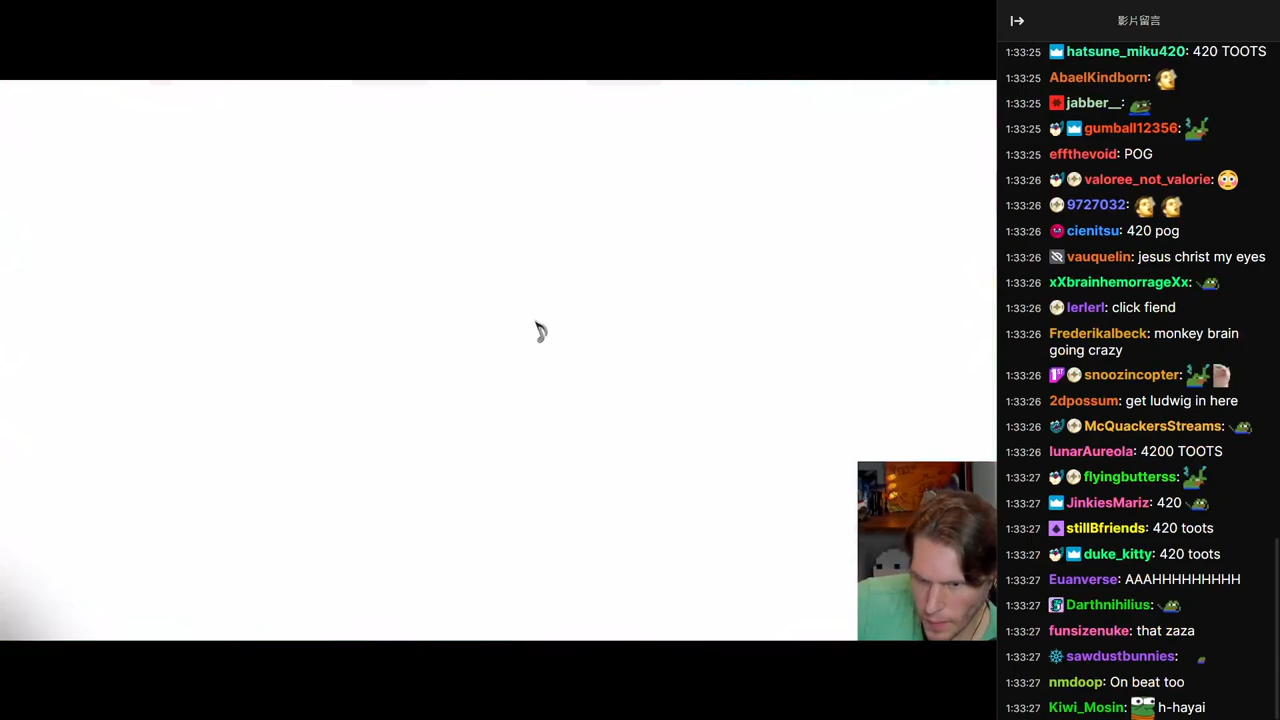 影片留言
1:33:25 hatsune_miku420: 420 TOOTS
1:33:25 AbaelKindborn:
1:33:25 jabber__:
1:33:25 gumball12356:
1:33:25 effthevoid: POG
1:33:26 valoree_not_valorie:
1:33:26 9727032:
1:33:26 cienitsu: 420 pog
1:33:26 vauquelin: jesus christ my eyes
1:33:26 xXbrainhemorrageXx:
1:33:26 lerlerl: click fiend
1:33:26 Frederikalbeck: monkey brain
going crazy
1:33:26 1ST snoozincopter:
1:33:26 2dpossum: get ludwig in here
1:33:26 McQuackersStreams:
1:33:26 lunarAureola: 4200 TOOTS
1:33:27 flyingbutterss:
1:33:27 JinkiesMariz: 420
1:33:27 stillBfriends: 420 toots
1:33:27 duke_kitty: 420 toots
1:33:27 Euanverse: AAAHHHHHHHHH
1:33:27 Darthnihilius:
1:33:27 funsizenuke: that zaza
1:33:27 sawdustbunnies:
1:33:27 nmdoop: On beat too
1:33:27 Kiwi_Mosin: h-hayai